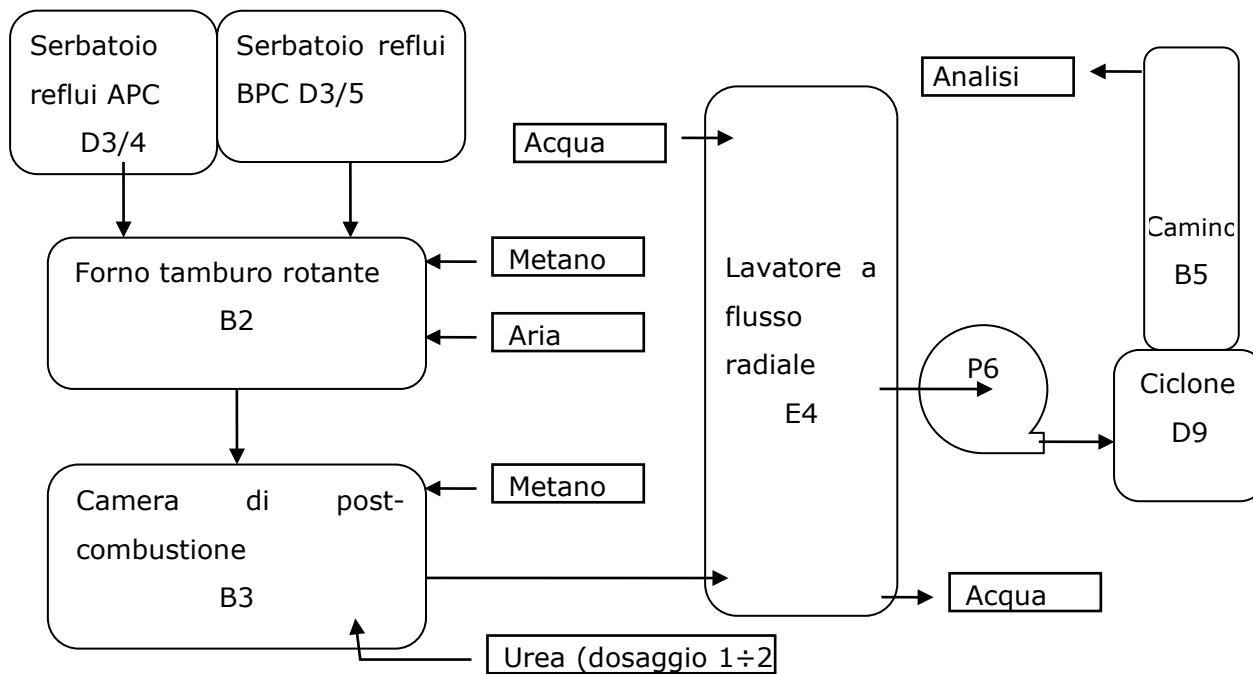 Serbatoio
reflui APC
D3/4
Serbatoio reflui
BPC D3/5
Acqua
Analisi
Forno tamburo rotante
B2
Metano
Aria
Lavatore a
flusso
radiale
E4
P6
Camino
B5
Ciclone
D9
Camera di post-
combustione
B3
Metano
Acqua
Urea (dosaggio 1÷2